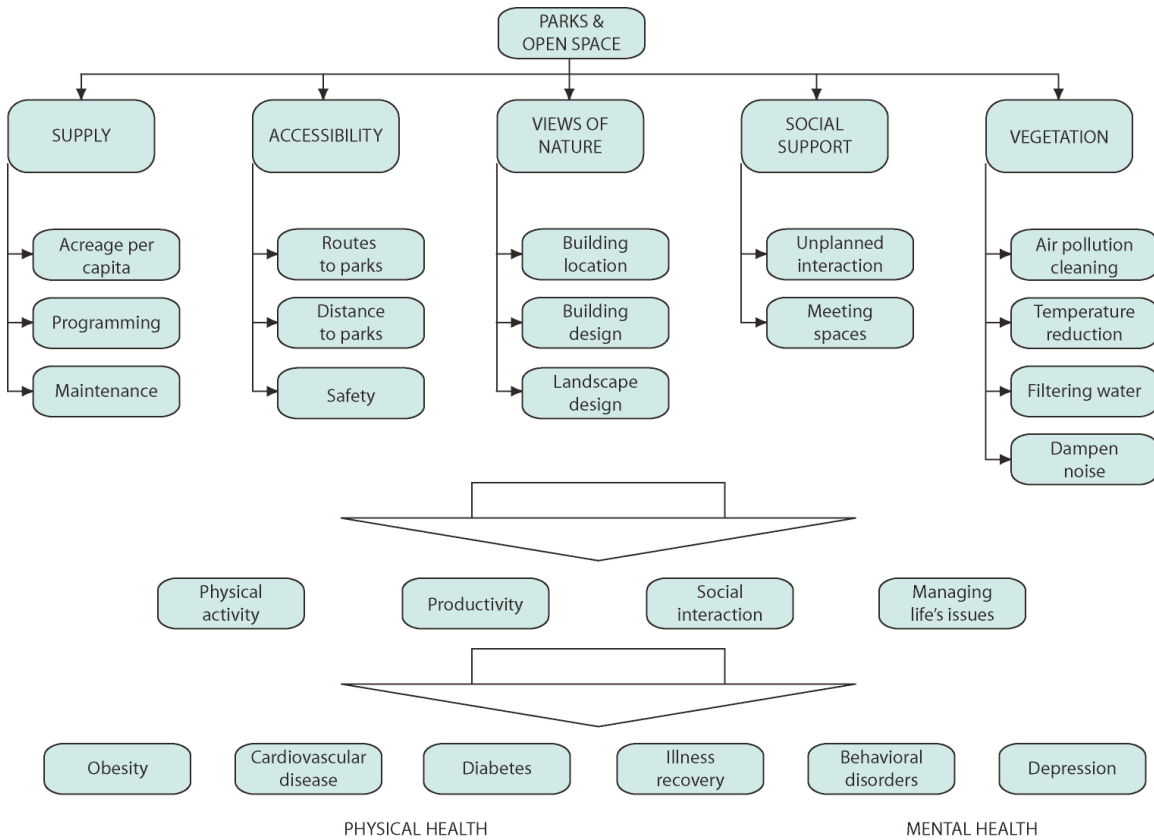 PARKS &
OPEN SPACE
SUPPLY
ACCESSIBILITY
VIEWS OF
NATURE
SOCIAL
SUPPORT
VEGETATION
Acreage per
capita
Programming
Maintenance
Routes
to parks
Distance
to parks
Safety
Building
location
Building
design
Landscape
design
Unplanned
interaction
Meeting
spaces
Air pollution
cleaning
Temperature
reduction
Filtering water
Dampen
noise
Physical
activity
Productivity
Social
interaction
Managing
life's issues
Obesity
Cardiovascular
disease
Diabetes
Illness
recovery
Behavioral
disorders
Depression
PHYSICAL HEALTH
MENTAL HEALTH